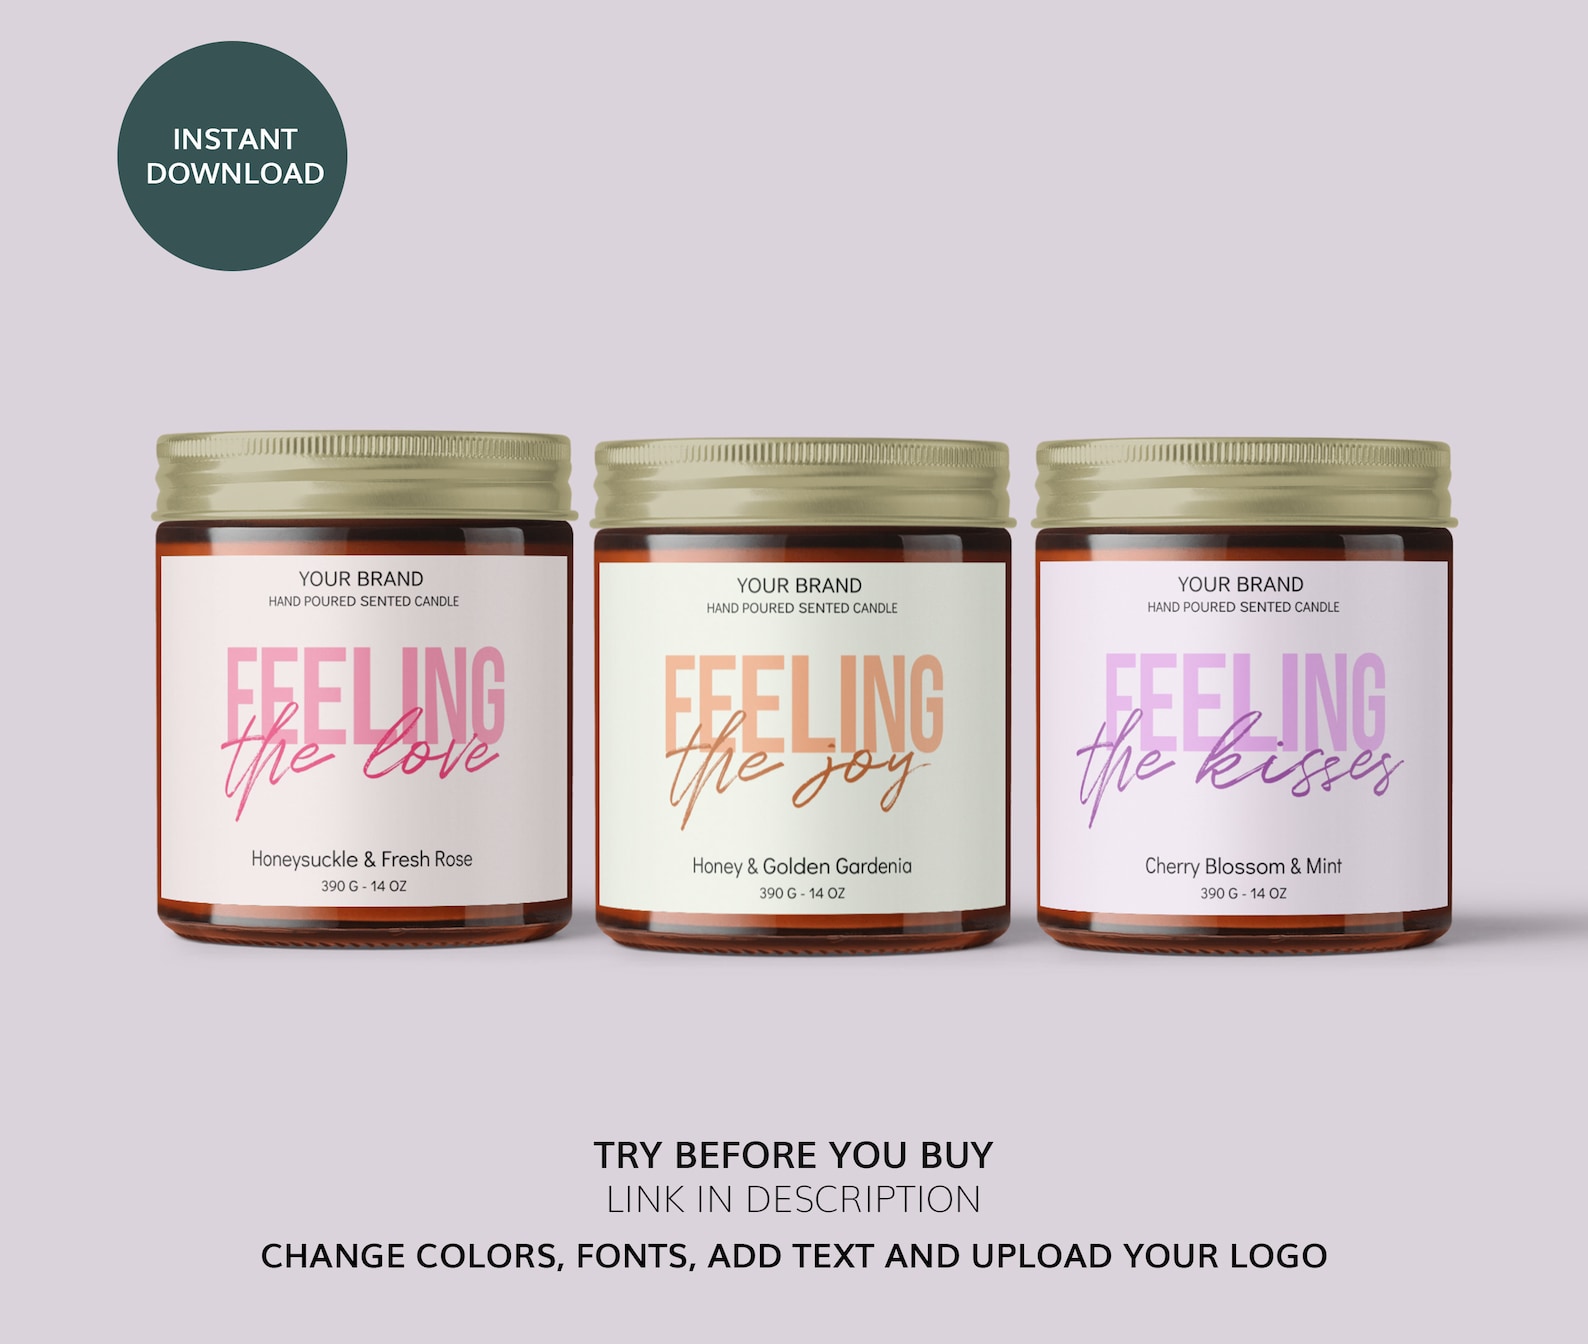 INSTANT
DOWNLOAD
YOUR BRAND
HAND POURED SENTED CANDLE
FEELING
the love
Honeysuckle & Fresh Rose
390 G - 14 OZ
YOUR BRAND
HAND POURED SENTED CANDLE
FEELING
the joy
Honey & Golden Gardenia
390 G - 14 OZ
YOUR BRAND
HAND POURED SENTED CANDLE
FEELING
the kisses
Cherry Blossom & Mint
390 G - 14 OZ
TRY BEFORE YOU BUY
LINK IN DESCRIPTION
CHANGE COLORS, FONTS, ADD TEXT AND UPLOAD YOUR LOGO